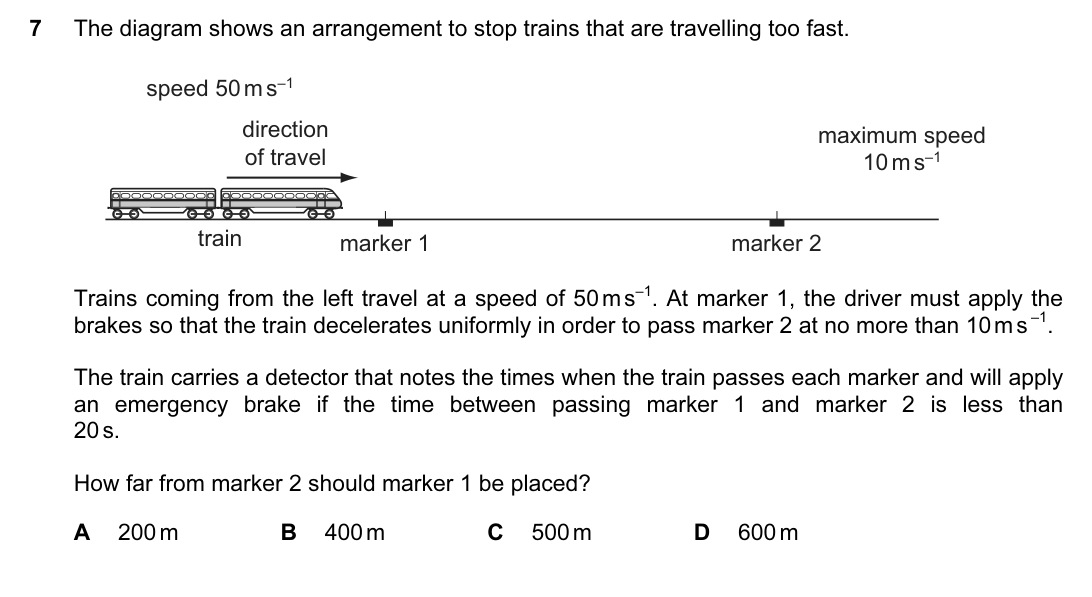 7 The diagram shows an arrangement to stop trains that are travelling too fast.
speed 50 m s⁻¹
direction
of travel
maximum speed
10 m s⁻¹
train
marker 1
marker 2
Trains coming from the left travel at a speed of 50 m s⁻¹. At marker 1, the driver must apply the
brakes so that the train decelerates uniformly in order to pass marker 2 at no more than 10 m s⁻¹.
The train carries a detector that notes the times when the train passes each marker and will apply
an emergency brake if the time between passing marker 1 and marker 2 is less than
20 s.
How far from marker 2 should marker 1 be placed?
A 200 m B 400 m C 500 m D 600 m